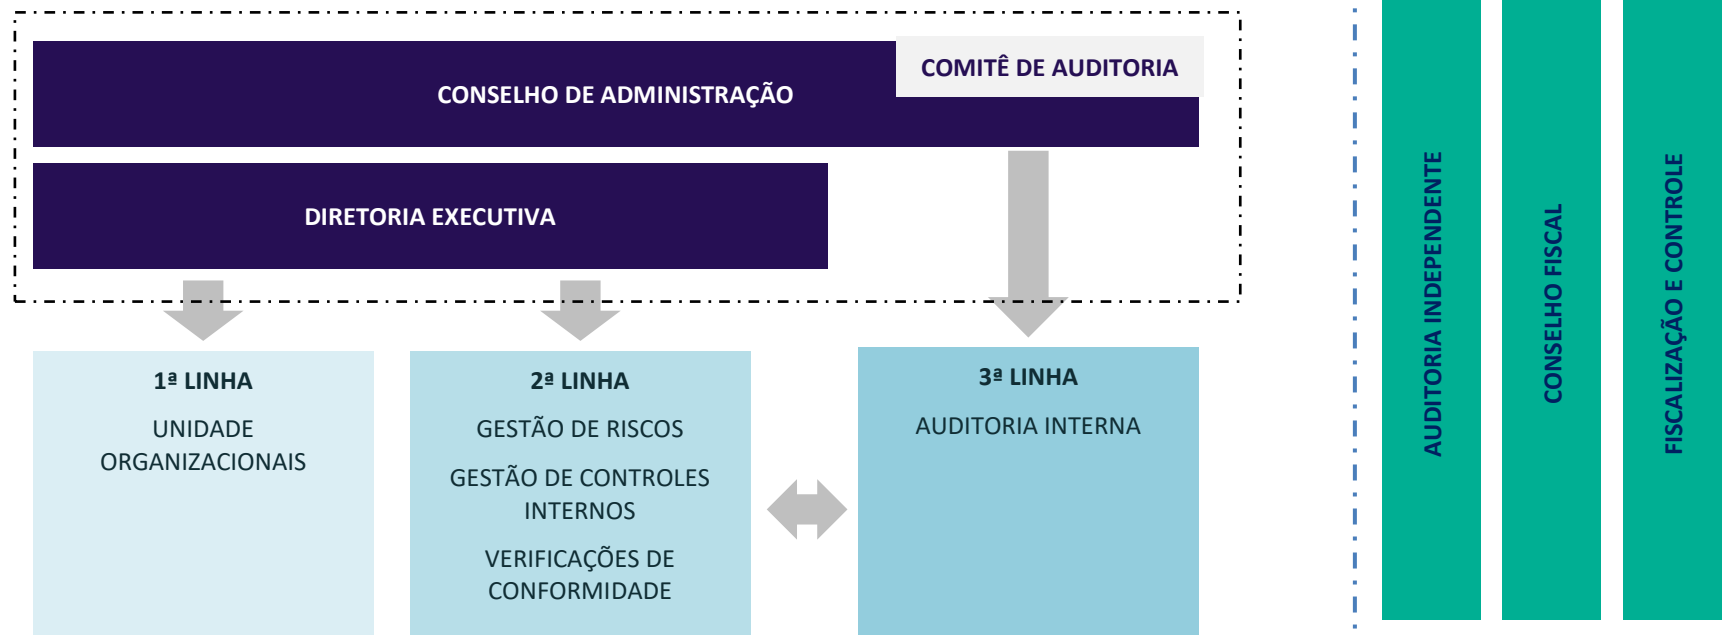 COMITÊ DE AUDITORIA
CONSELHO DE ADMINISTRAÇÃO
DIRETORIA EXECUTIVA
1ª LINHA
UNIDADE
ORGANIZACIONAIS
2ª LINHA
GESTÃO DE RISCOS
GESTÃO DE CONTROLES
INTERNOS
VERIFICAÇÕES DE
CONFORMIDADE
3ª LINHA
AUDITORIA INTERNA
AUDITORIA INDEPENDENTE
CONSELHO FISCAL
FISCALIZAÇÃO E CONTROLE